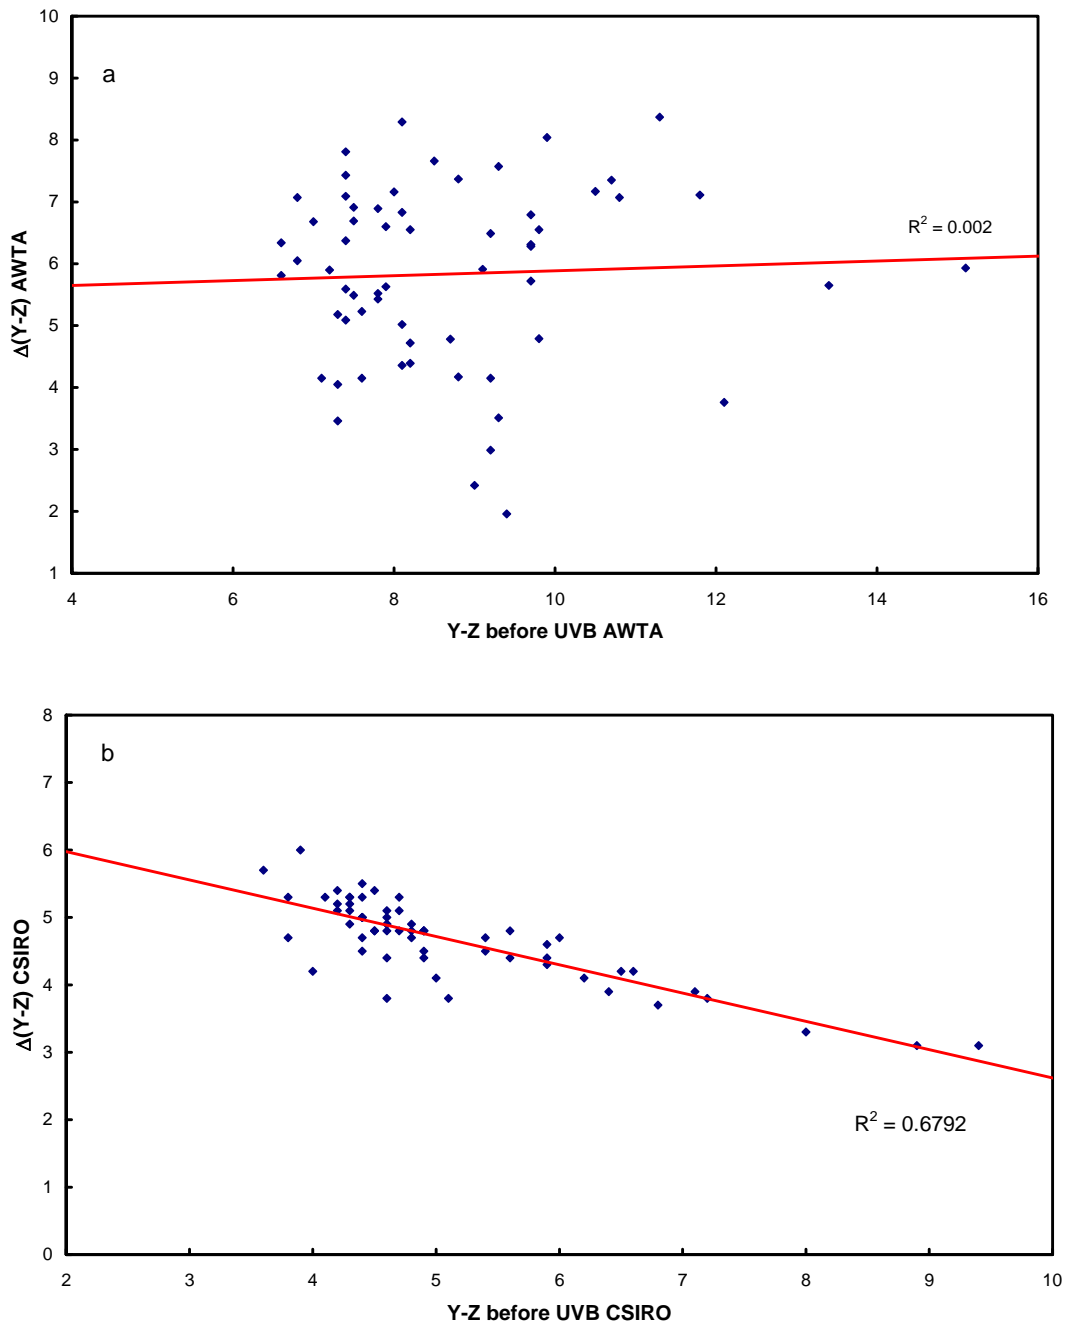 10
9
a
8
7
R² = 0.002
6
5
4
3
2
1
4 6 8 10 12 14 16
Δ(Y-Z) AWTA
Y-Z before UVB AWTA
8
b
7
6
5
4
3
2
R² = 0.6792
1
0
2 3 4 5 6 7 8 9 10
Δ(Y-Z) CSIRO
Y-Z before UVB CSIRO